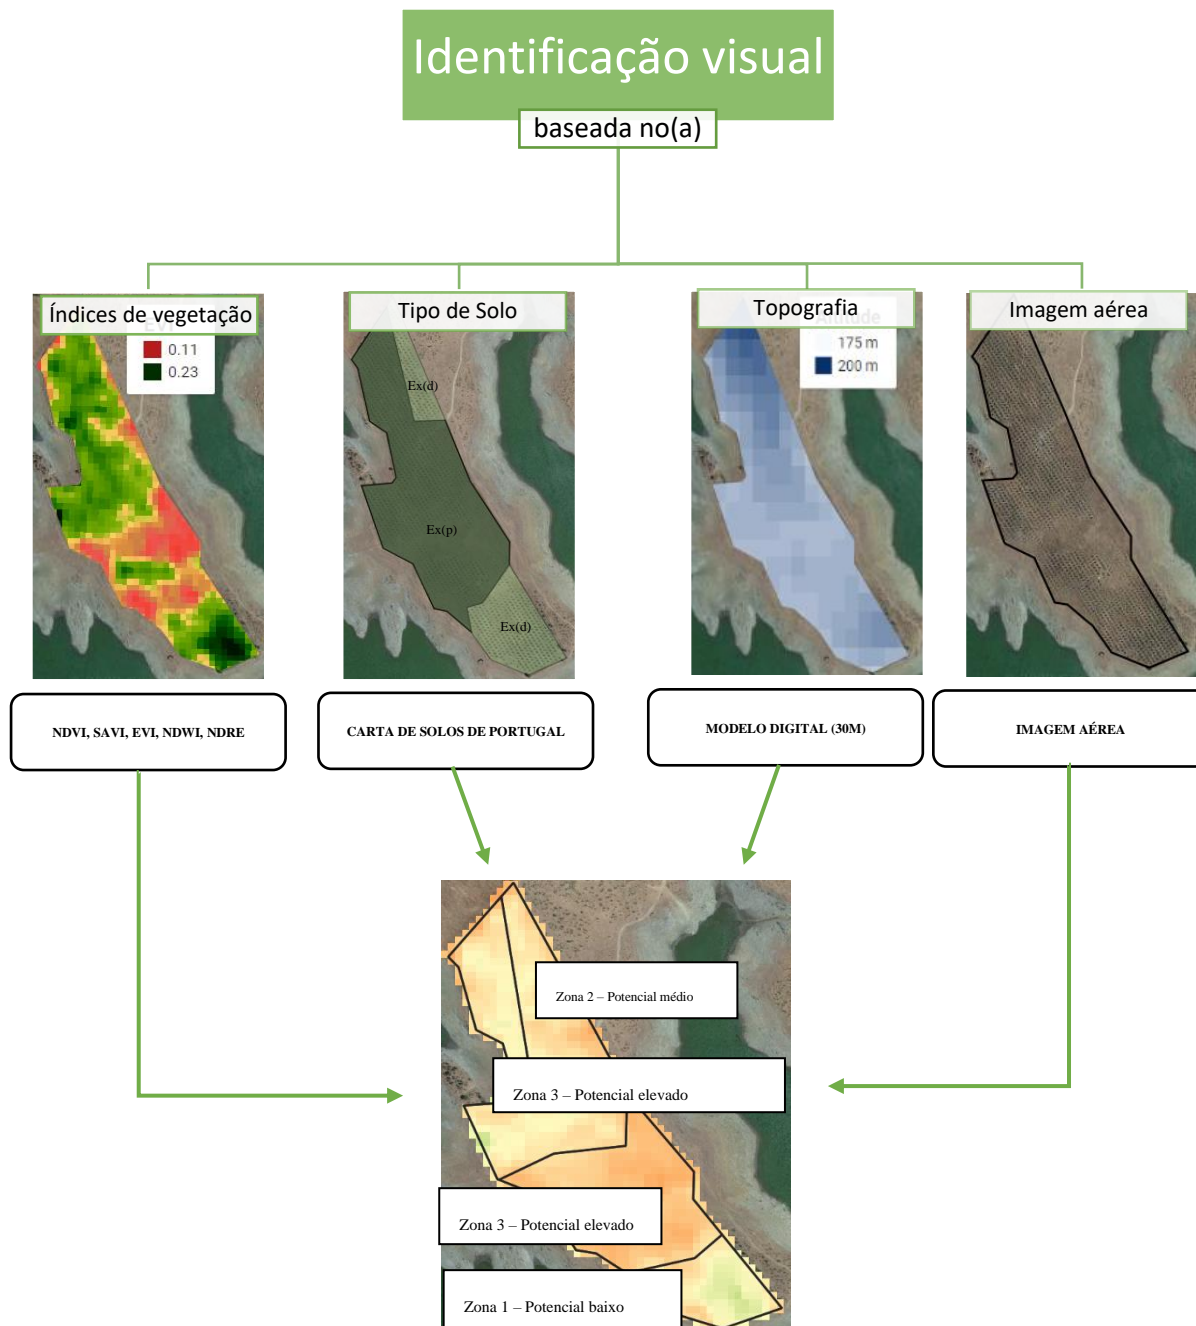 Identificação visual
baseada no(a)
Índices de vegetação
EVI
0.11
0.23
Tipo de Solo
Ex(d)
Ex(p)
Ex(d)
Topografia
Altitude
175 m
200 m
Imagem aérea
NDVI, SAVI, EVI, NDWI, NDRE
CARTA DE SOLOS DE PORTUGAL
MODELO DIGITAL (30M)
IMAGEM AÉREA
Zona 2 – Potencial médio
Zona 3 – Potencial elevado
Zona 3 – Potencial elevado
Zona 1 – Potencial baixo